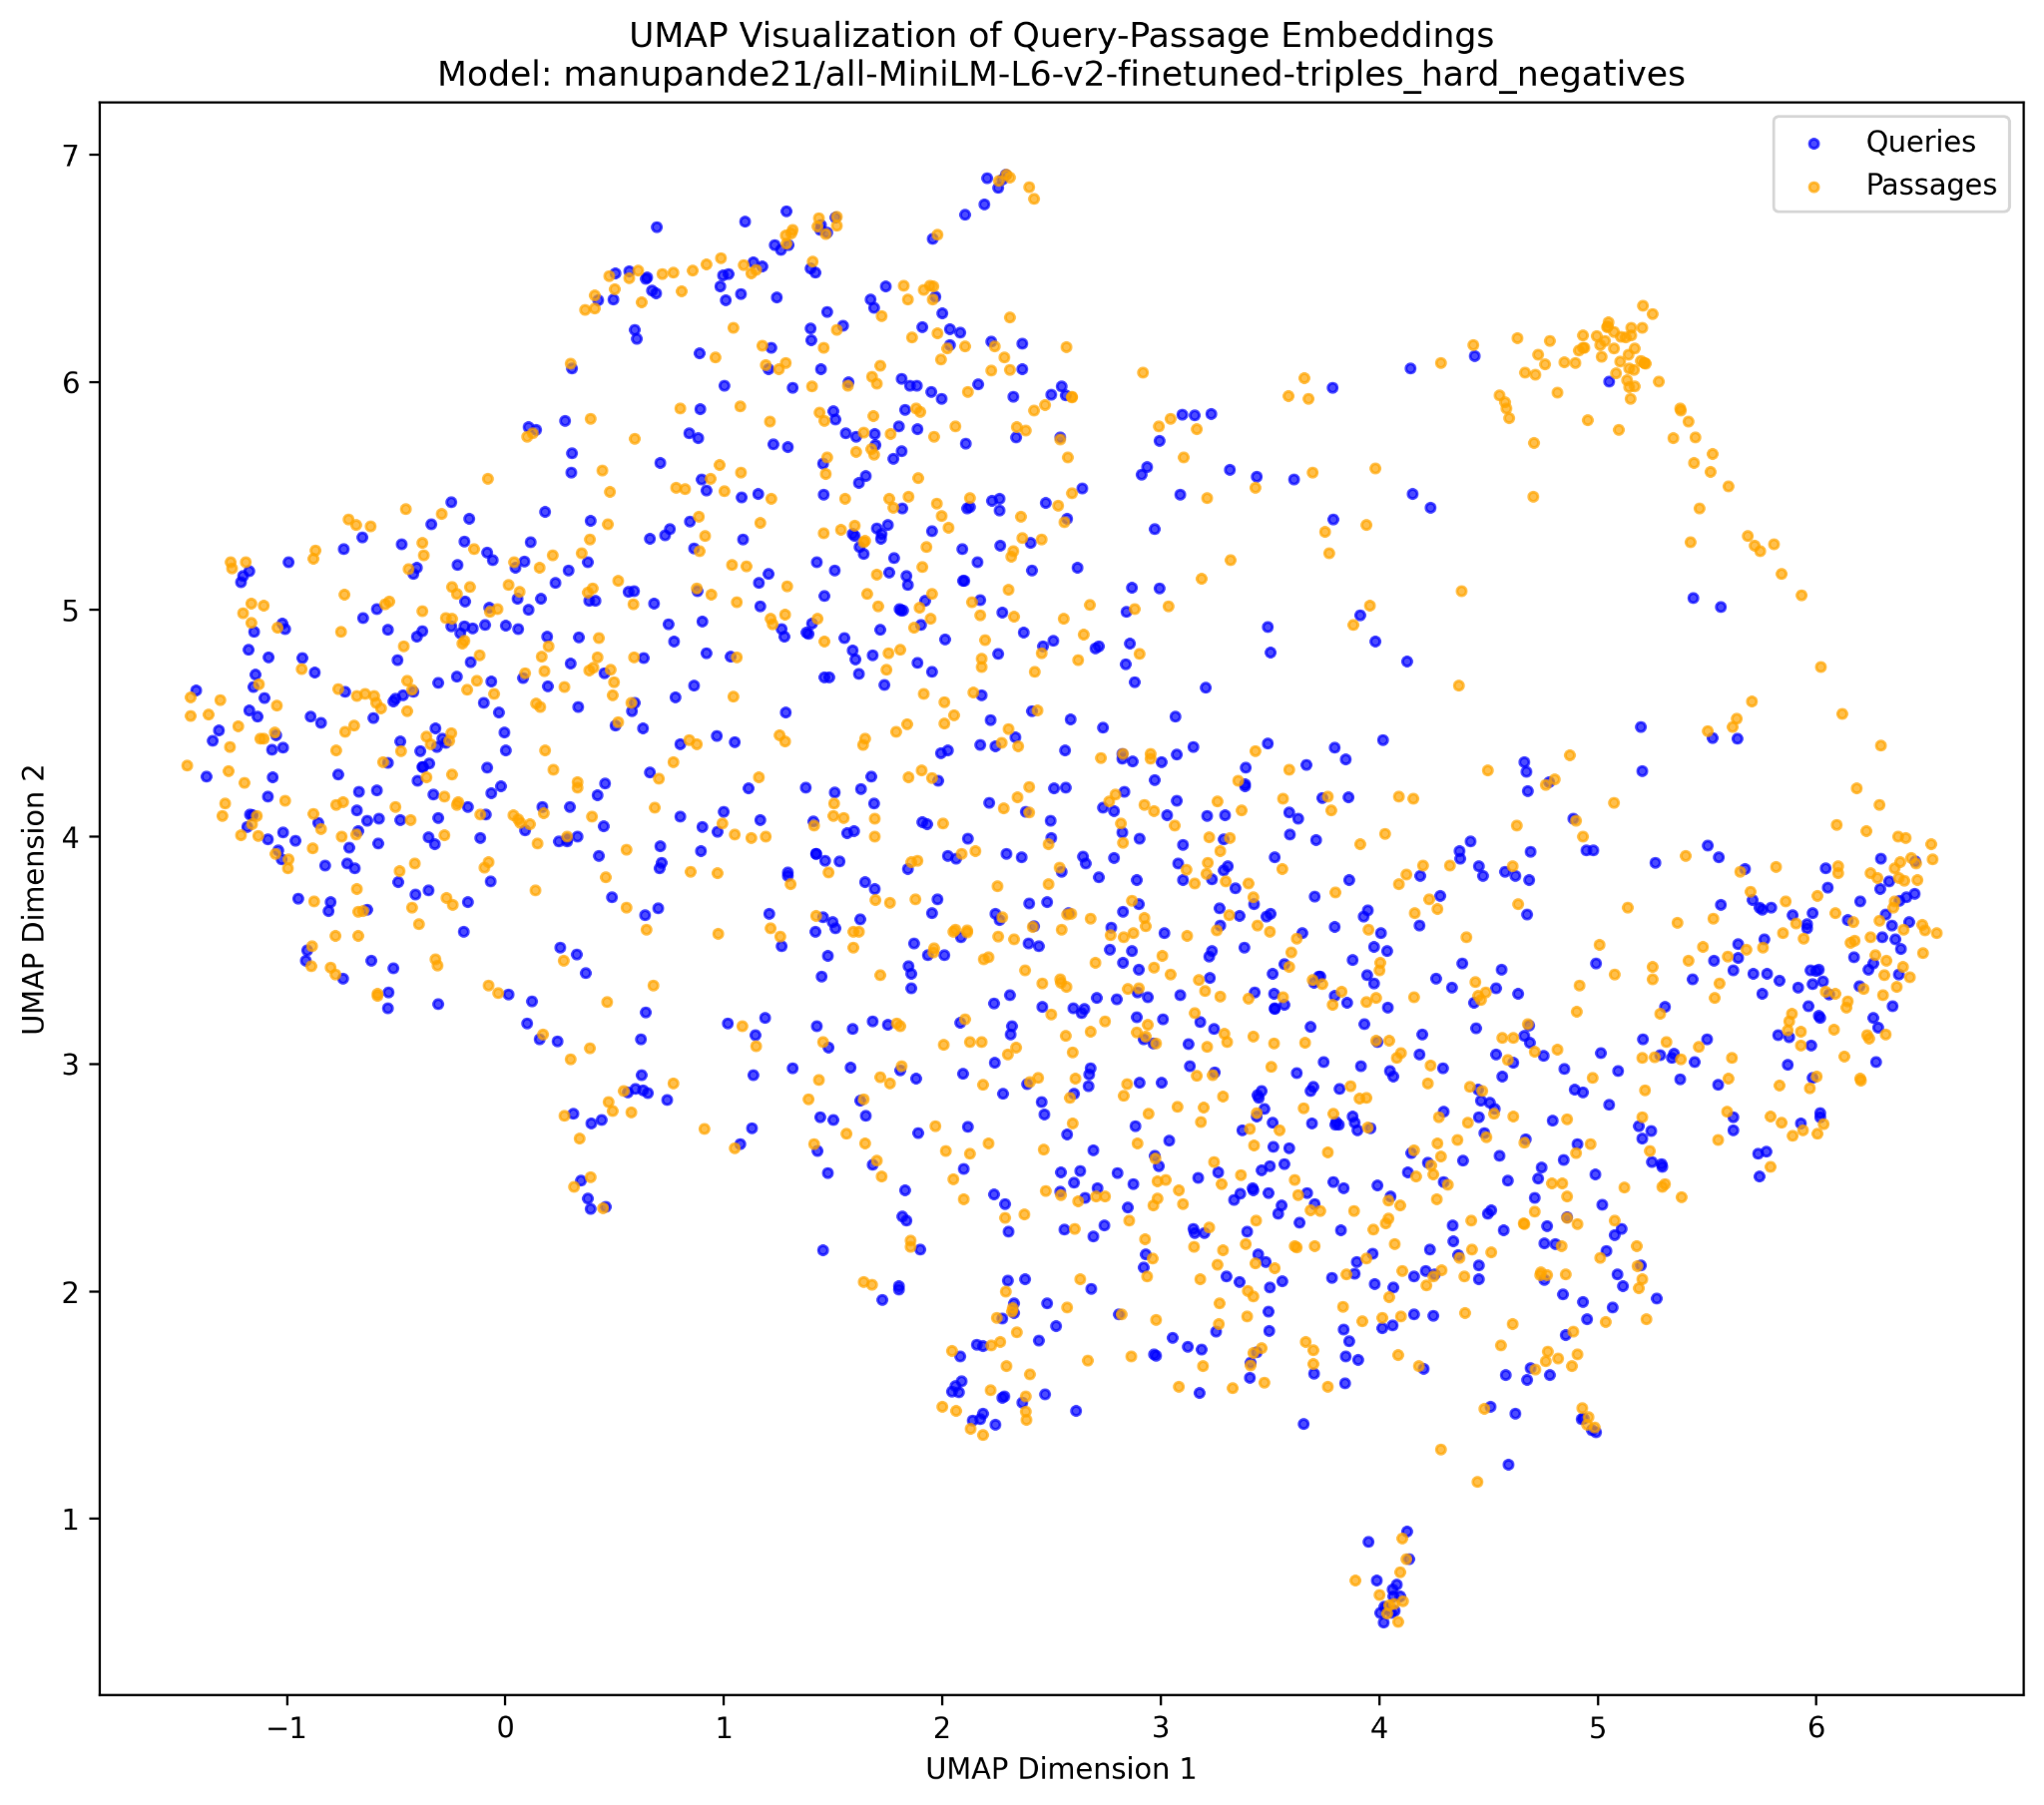 UMAP Visualization of Query-Passage Embeddings
Model: manupande21/all-MiniLM-L6-v2-finetuned-triples_hard_negatives
Queries
Passages
7
6
5
4
3
2
1
UMAP Dimension 2
−1
0
1
2
3
4
5
6
UMAP Dimension 1